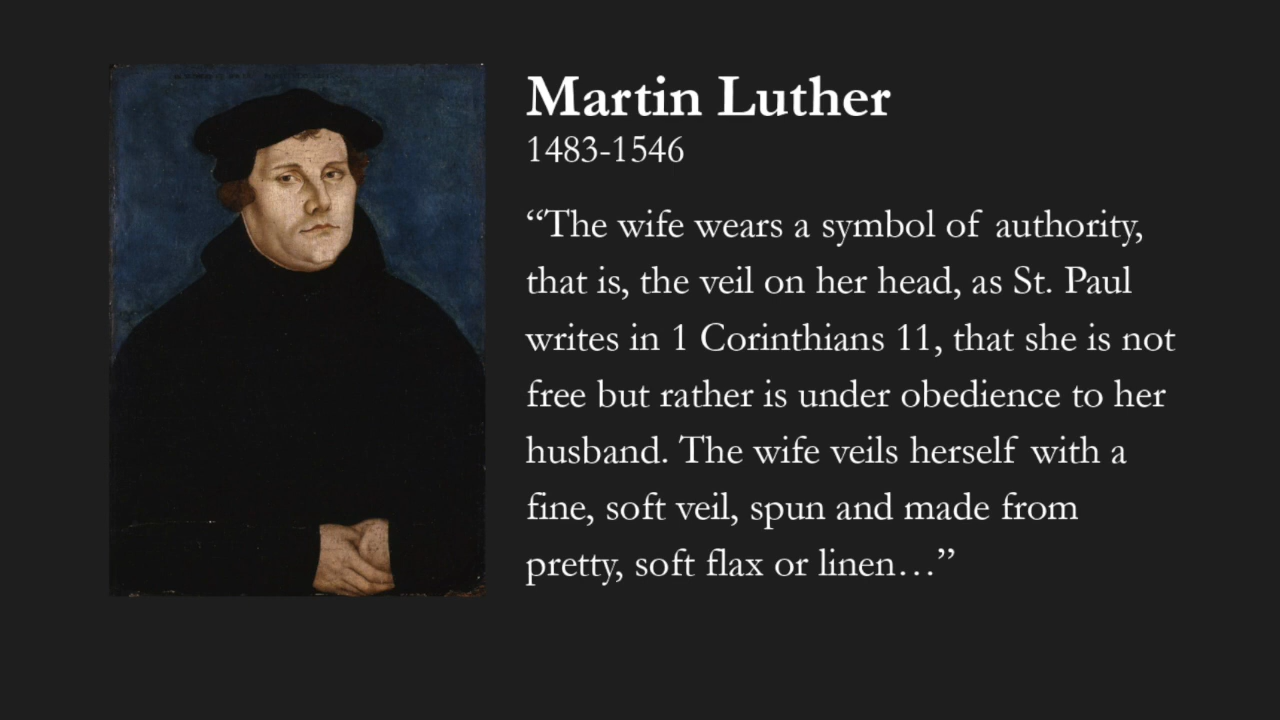 Martin Luther
1483-1546
“The wife wears a symbol of authority,
that is, the veil on her head, as St. Paul
writes in 1 Corinthians 11, that she is not
free but rather is under obedience to her
husband. The wife veils herself with a
fine, soft veil, spun and made from
pretty, soft flax or linen…”